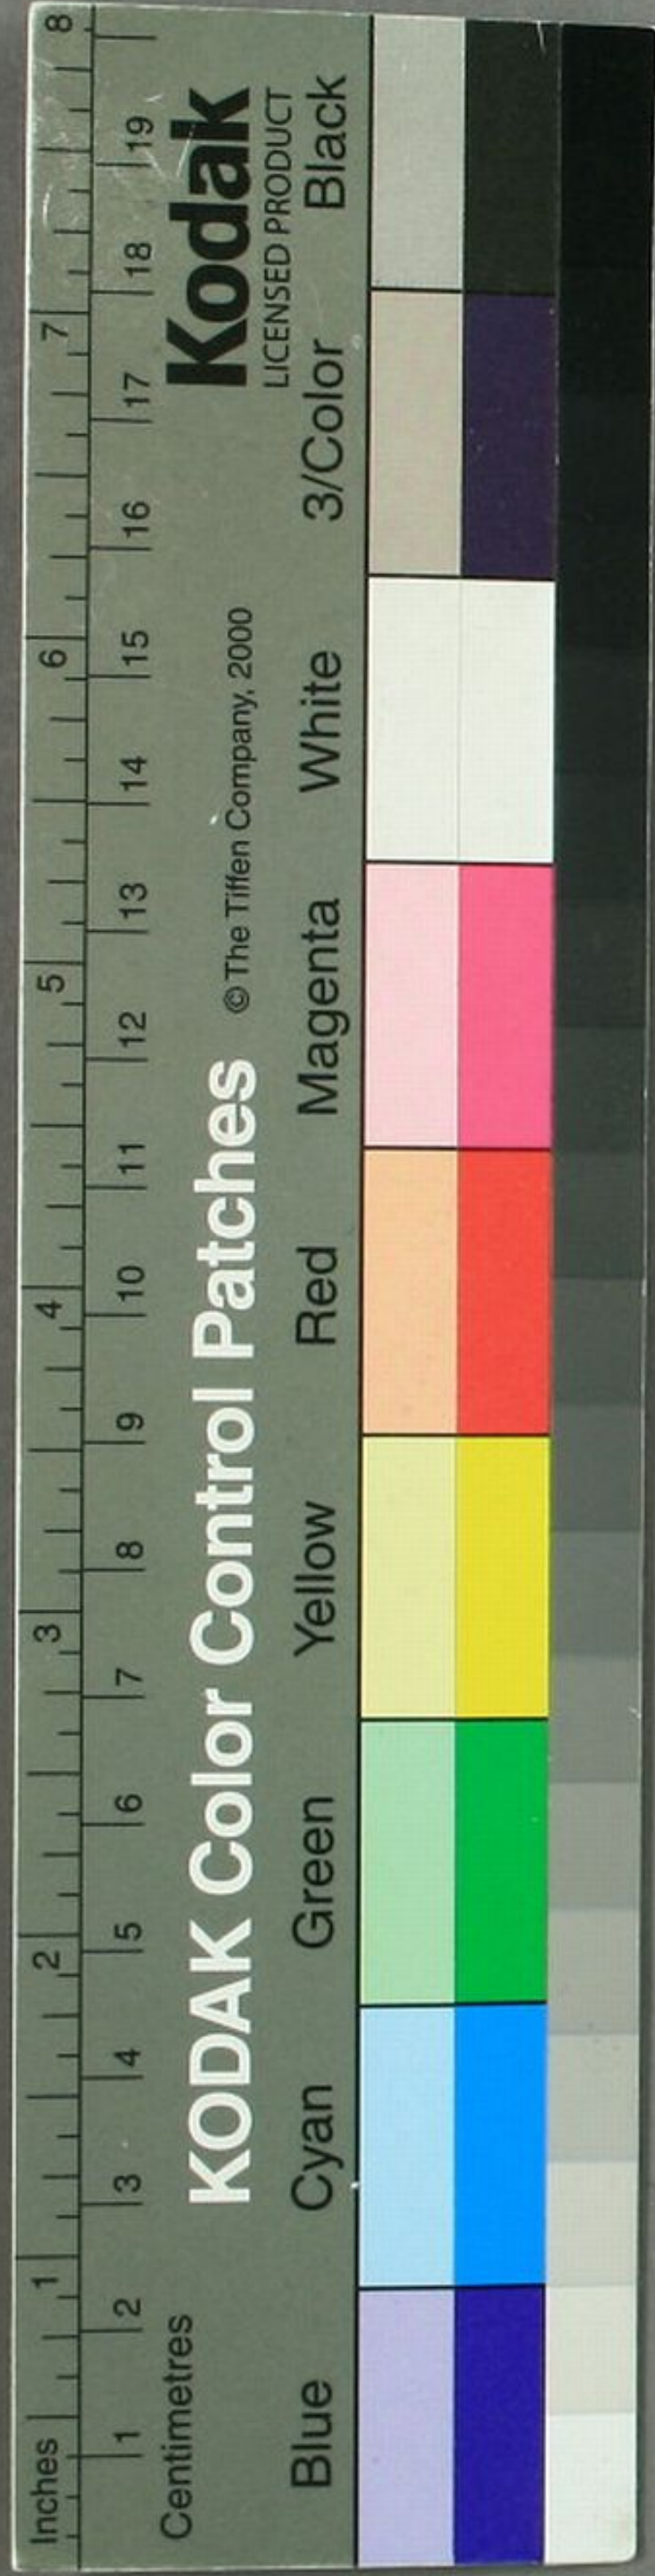 Inches 1 2 3 4 5 6 7 8
1 2 3 4 5 6 7 8 9 10 11 12 13 14 15 16 17 18 19
Centimetres
KODAK Color Control Patches © The Tiffen Company, 2000
Kodak
LICENSED PRODUCT
Blue Cyan Green Yellow Red Magenta White 3/Color Black